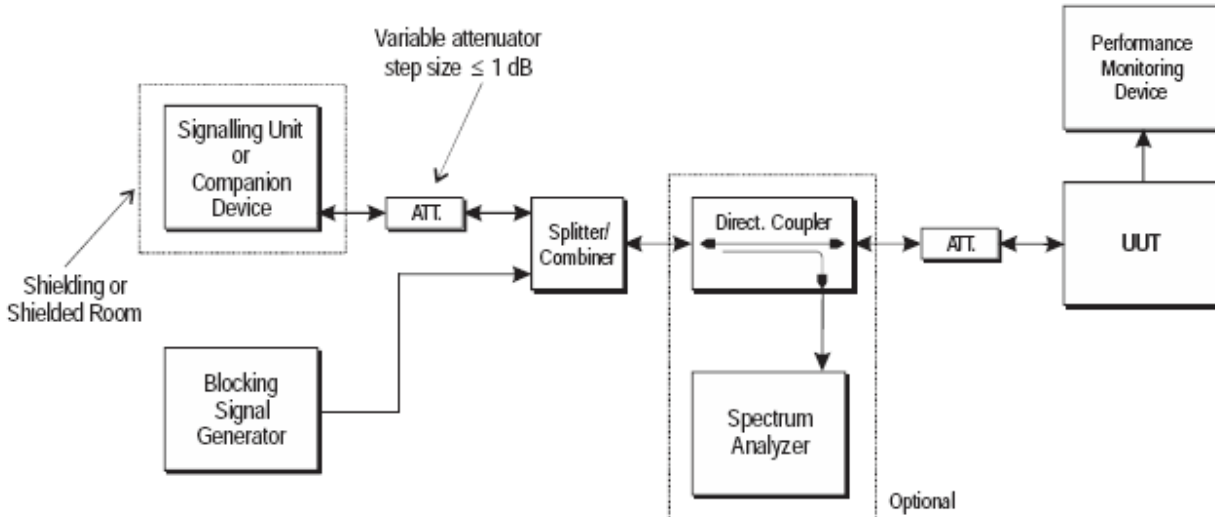 Variable attenuator
step size ≤ 1 dB
Performance
Monitoring
Device
Signalling Unit
or
Companion
Device
ATT.
Splitter/
Combiner
Direct. Coupler
ATT.
UUT
Shielding or
Shielded Room
Blocking
Signal
Generator
Spectrum
Analyzer
Optional